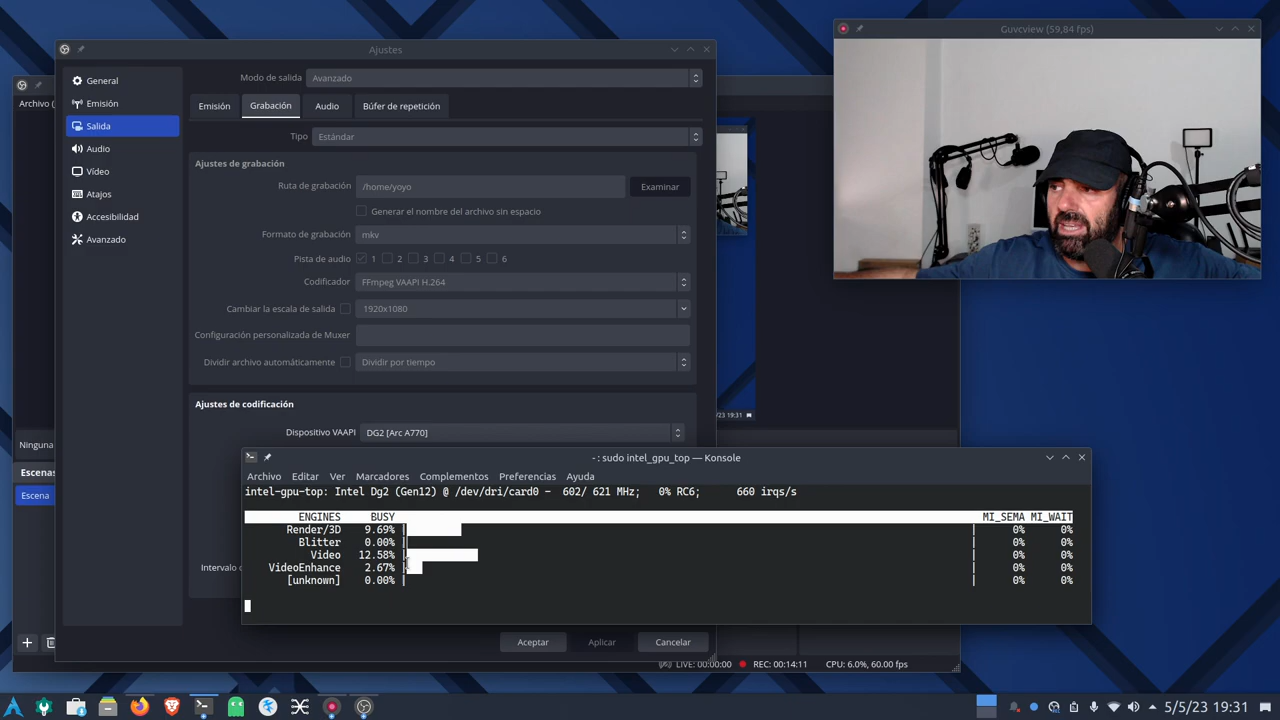 Ajustes
Guvcview (59,84 fps)
Archivo (
General
Emisión
Salida
Audio
Vídeo
Atajos
Accesibilidad
Avanzado
Modo de salida Avanzado
Emisión Grabación Audio Búfer de repetición
Tipo Estándar
Ajustes de grabación
Ruta de grabación /home/yoyo Examinar
Generar el nombre del archivo sin espacio
Formato de grabación mkv
Pista de audio 1 2 3 4 5 6
Codificador FFmpeg VAAPI H.264
Cambiar la escala de salida 1920x1080
Configuración personalizada de Muxer
Dividir archivo automáticamente Dividir por tiempo
Ajustes de codificación
Dispositivo VAAPI DG2 [Arc A770]
Intervalo
/23 19:31
Ninguna
Escenas
Escena
- : sudo intel_gpu_top — Konsole
Archivo Editar Ver Marcadores Complementos Preferencias Ayuda
intel-gpu-top: Intel Dg2 (Gen12) @ /dev/dri/card0 - 602/ 621 MHz; 0% RC6; 660 irqs/s
ENGINES BUSY MI_SEMA MI_WAIT
Render/3D 9.69% 0% 0%
Blitter 0.00% 0% 0%
Video 12.58% 0% 0%
VideoEnhance 2.67% 0% 0%
[unknown] 0.00% 0% 0%
Aceptar Aplicar Cancelar
LIVE: 00:00:00 REC: 00:14:11 CPU: 6.0%, 60.00 fps
5/5/23 19:31